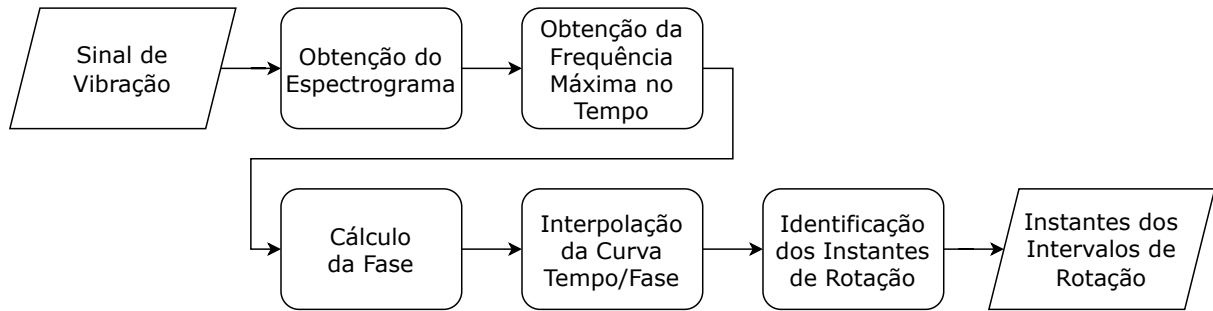 Sinal de
Vibração
Obtenção do
Espectrograma
Obtenção da
Frequência
Máxima no
Tempo
Cálculo
da Fase
Interpolação
da Curva
Tempo/Fase
Identificação
dos Instantes
de Rotação
Instantes dos
Intervalos de
Rotação